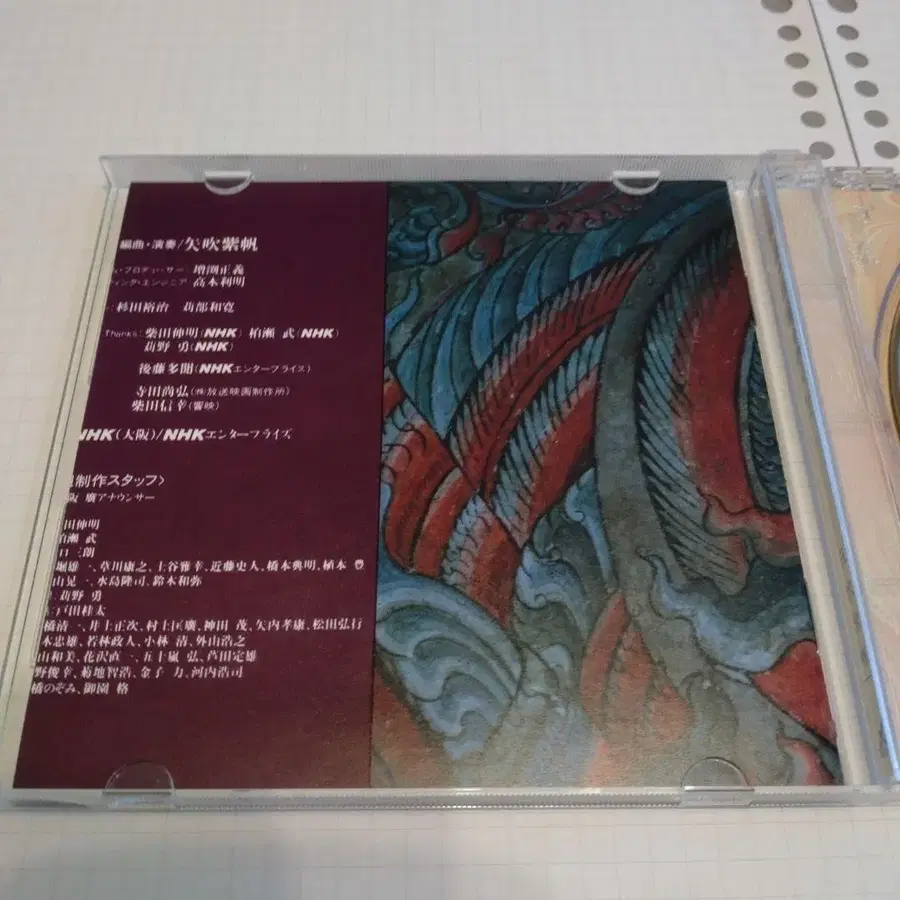 編曲・演奏/矢吹紫帆
プロデューサー 増渕正義
ィング・エンジニア 高木利明
杉田裕治 苅部和寛
Thanks: 柴田伸明(NHK) 柏瀬 武(NHK)
苅野 勇(NHK)
後藤多聞(NHKエンタープライズ)
寺田尚弘(㈱放送映画制作所)
柴田信幸(響映)
NHK(大阪)/NHKエンタープライズ
制作スタッフ〉
阪 廣アナウンサー
田伸明
柏瀬 武
口三朗
堀雄一、草川康之、土谷雅幸、近藤史人、橋本典明、植本 豊
山晃一、水島隆司、鈴木和弥
苅野 勇
戸田桂太
橋清一、井上正次、村上匡廣、神田 茂、矢内孝康、松田弘行
木忠雄、若林政人、小林 清、外山浩之
山和美、花沢直一、五十嵐 弘、芦田定雄
野俊幸、菊地智浩、金子 力、河内浩司
橋のぞみ、御園 格